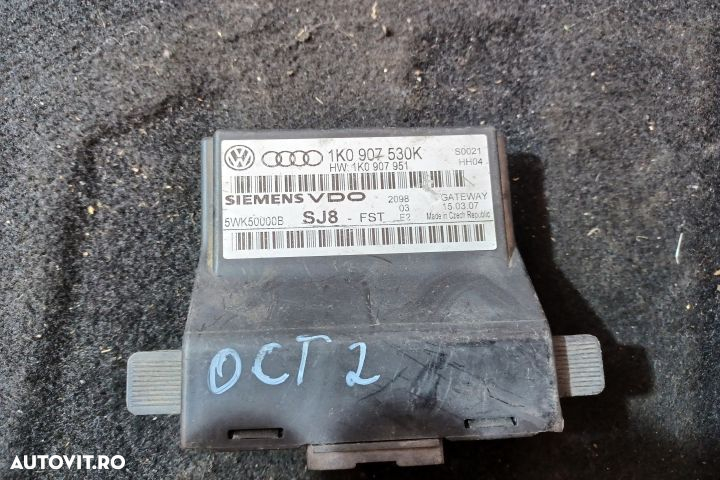 1K0 907 530K
HW: 1K0 907 951
S0021
HH04
SIEMENS VDO
2098
GATEWAY
03
15.03.07
5WK50000B
SJ8 - FST
E2
Made in Czech Republic
OCT 2
AUTOVIT.RO